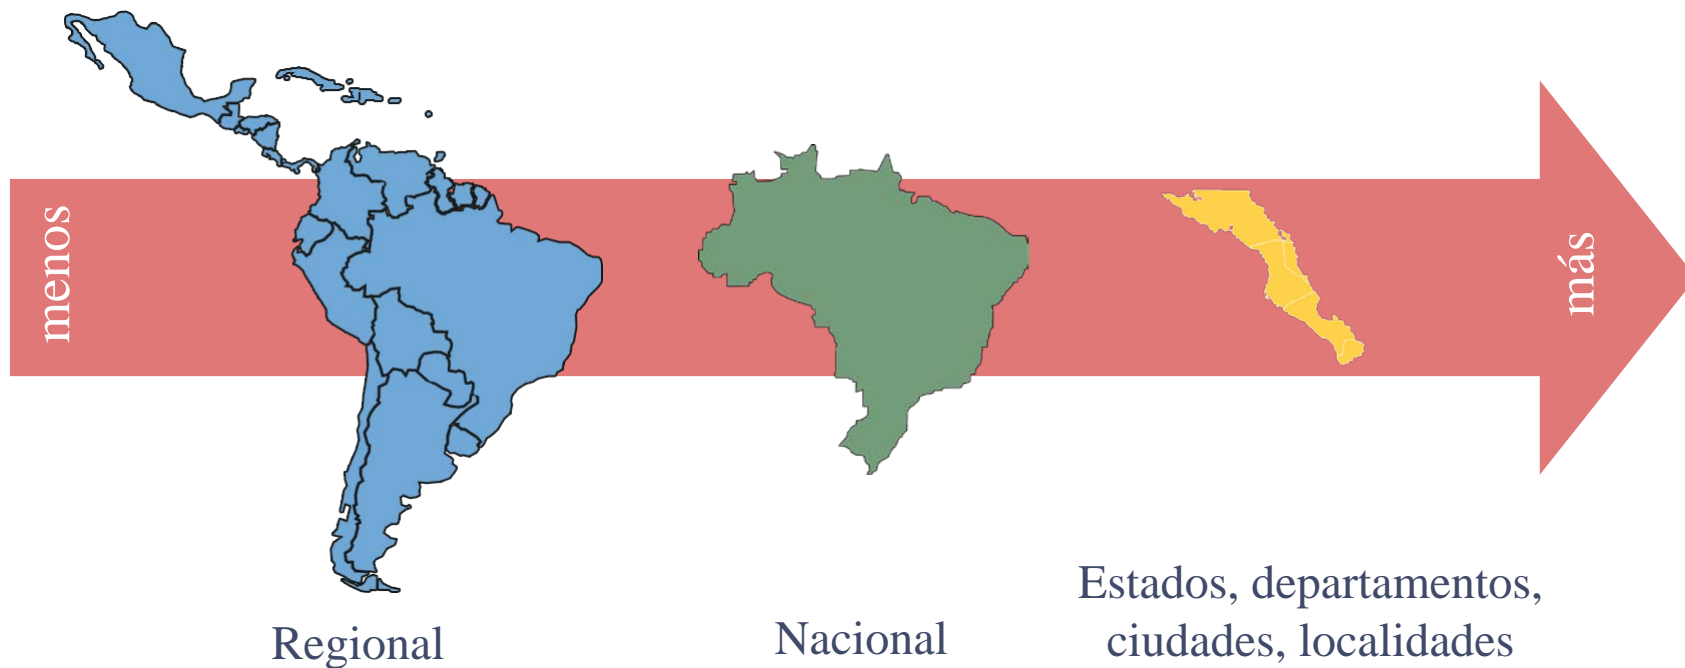 menos
más
Regional
Nacional
Estados, departamentos,
ciudades, localidades